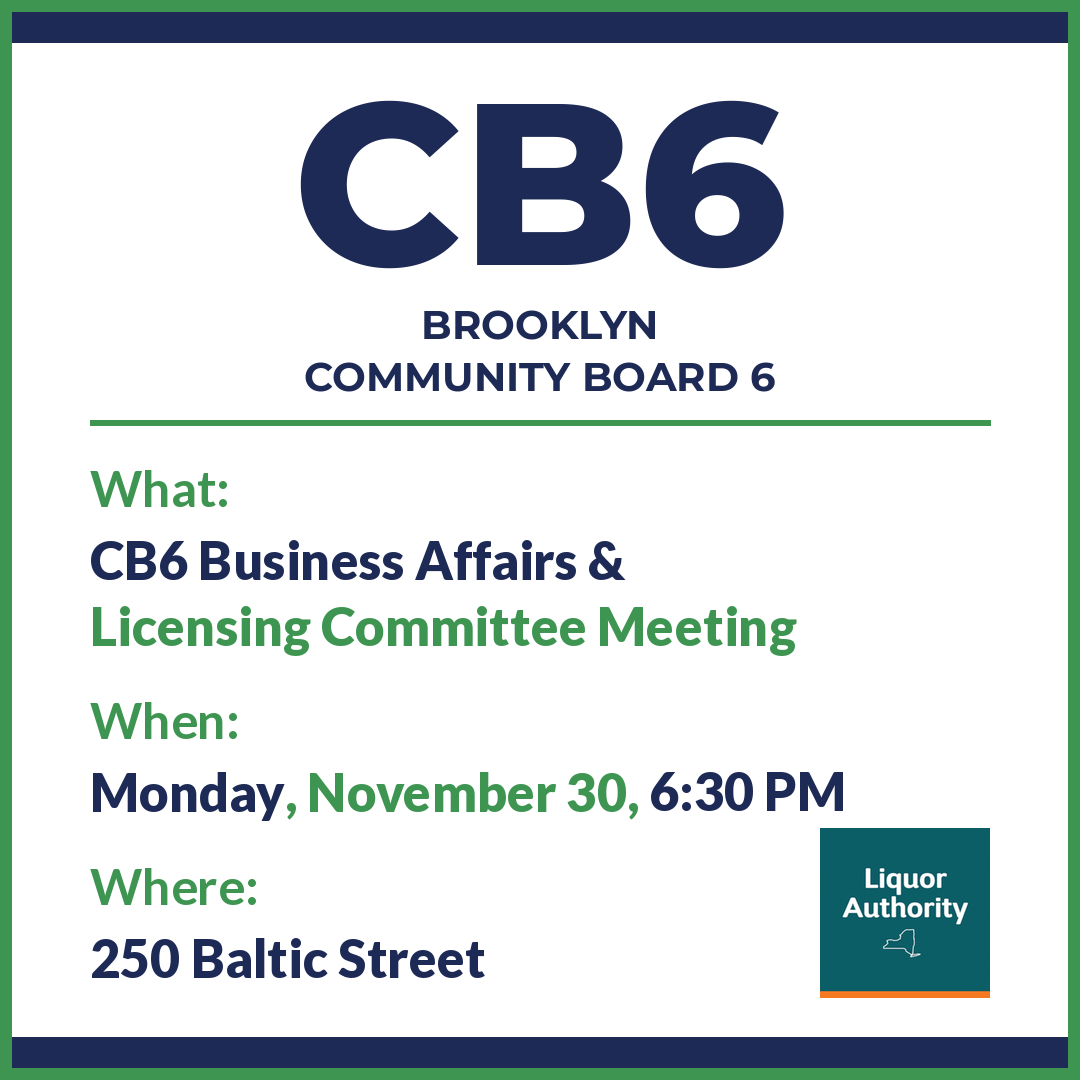 CB6
BROOKLYN
COMMUNITY BOARD 6
What:
CB6 Business Affairs &
Licensing Committee Meeting
When:
Monday, November 30, 6:30 PM
Where:
250 Baltic Street
Liquor
Authority